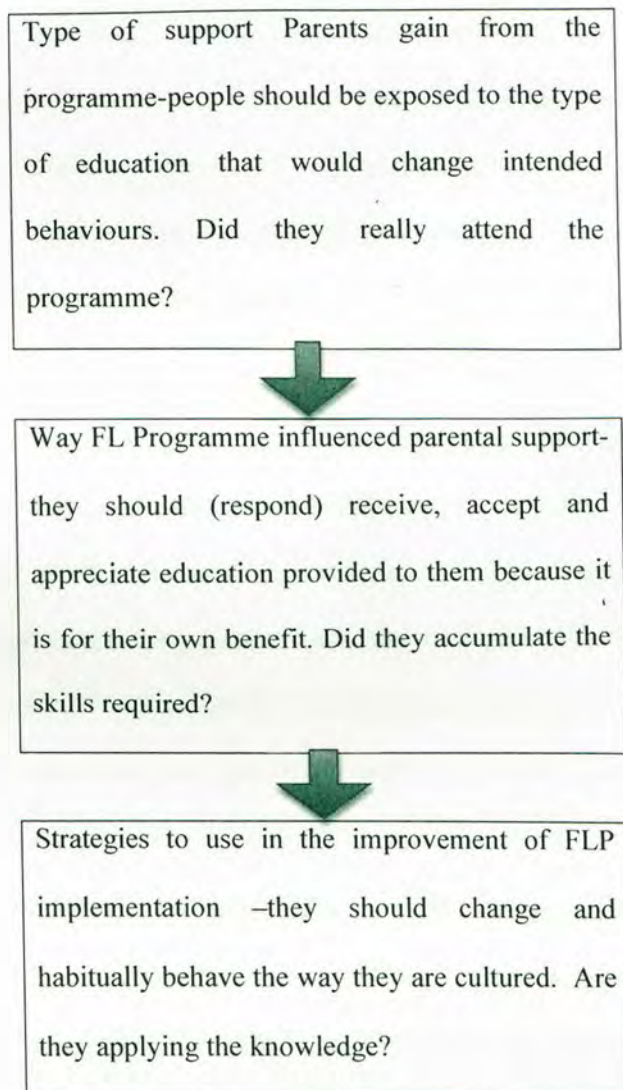 Type of support Parents gain from the
programme-people should be exposed to the type
of education that would change intended
behaviours. Did they really attend the
programme?
Way FL Programme influenced parental support-
they should (respond) receive, accept and
appreciate education provided to them because it
is for their own benefit. Did they accumulate the
skills required?
Strategies to use in the improvement of FLP
implementation –they should change and
habitually behave the way they are cultured. Are
they applying the knowledge?